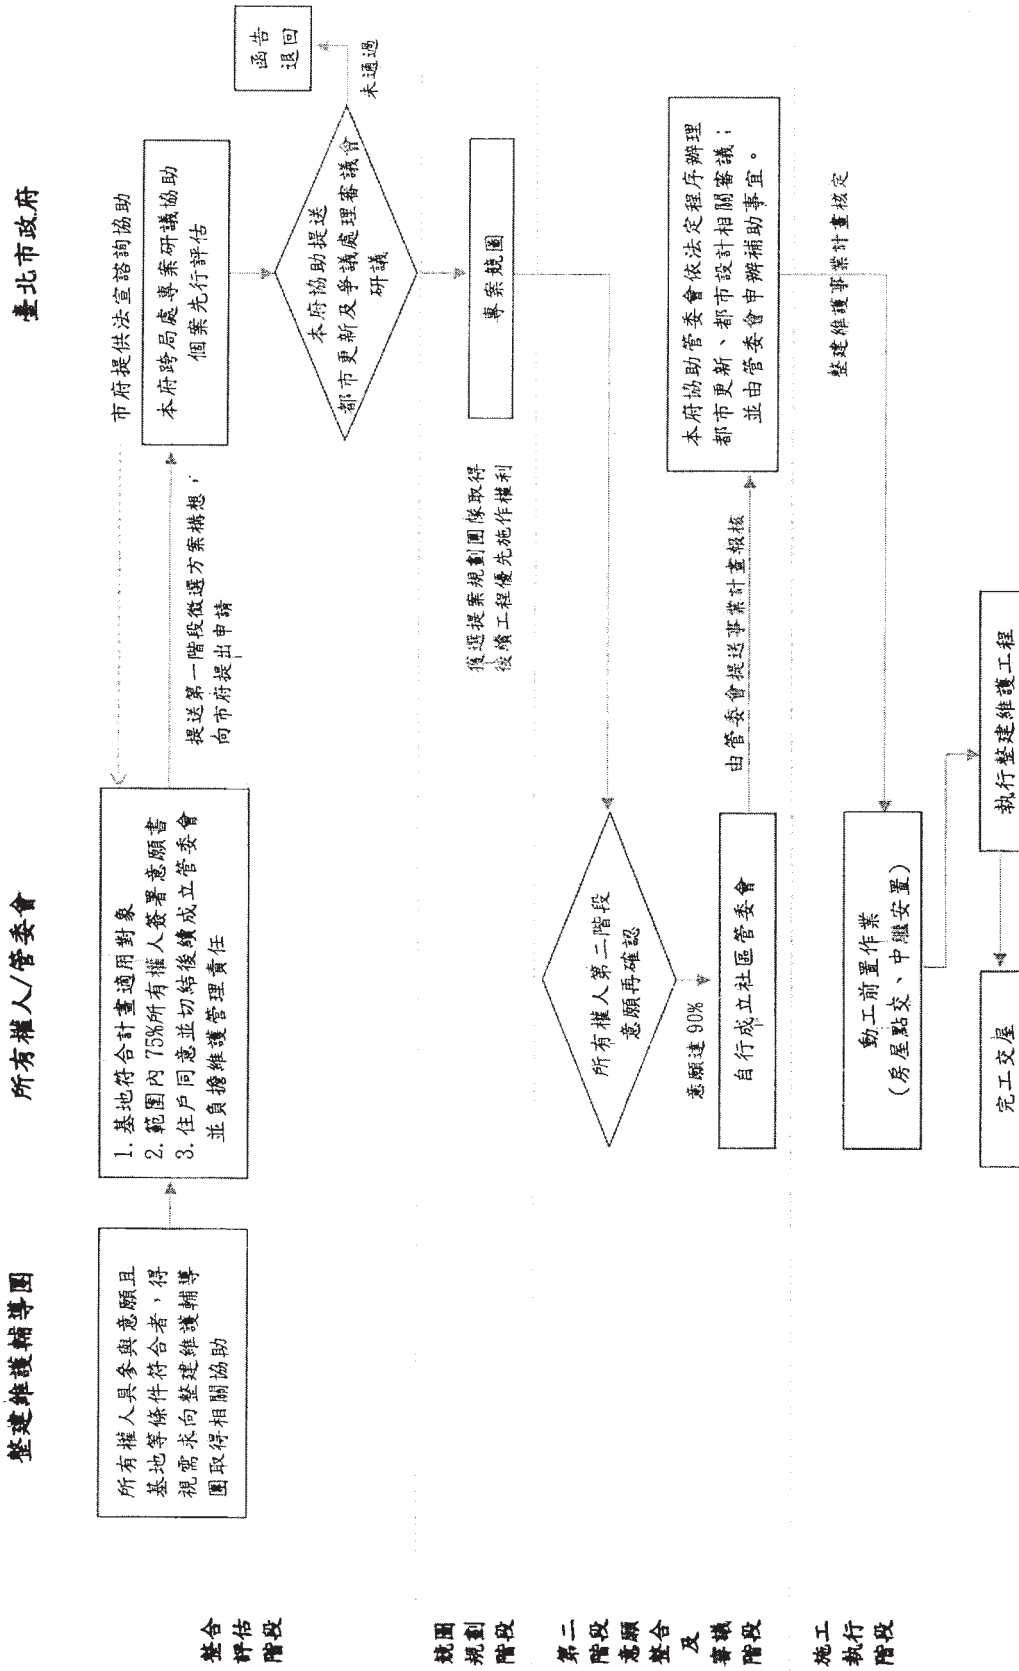 整建維護輔導團
所有權人/管委會
臺北市政府
整合
評估
階段
所有權人具參與意願且
基地等條件符合者，得
視需求向整建維護輔導
團取得相關協助
1. 基地符合計畫適用對象
2. 範圍內 75%所有權人簽署意願書
3. 住戶同意並切結後續成立管委會
並負擔維護管理責任
市府提供法宣諮詢協助
提送第一階段徵選方案構想，
向市府提出申請
本府跨局處專案研議協助
個案先行評估
本府協助提送
都市更新及爭議處理審議會
研議
未通過
函告
退回
競圖
規劃
階段
專案競圖
獲選提案規劃團隊取得
後續工程優先施作權利
第二
階段
意願
整合
及
審議
階段
所有權人第二階段
意願再確認
意願達 90%
自行成立社區管委會
由管委會提送事業計畫報核
本府協助管委會依法定程序辦理
都市更新、都市設計相關審議；
並由管委會申辦補助事宜。
施工
執行
階段
整建維護事業計畫核定
動工前置作業
(房屋點交、中繼安置)
執行整建維護工程
完工交屋